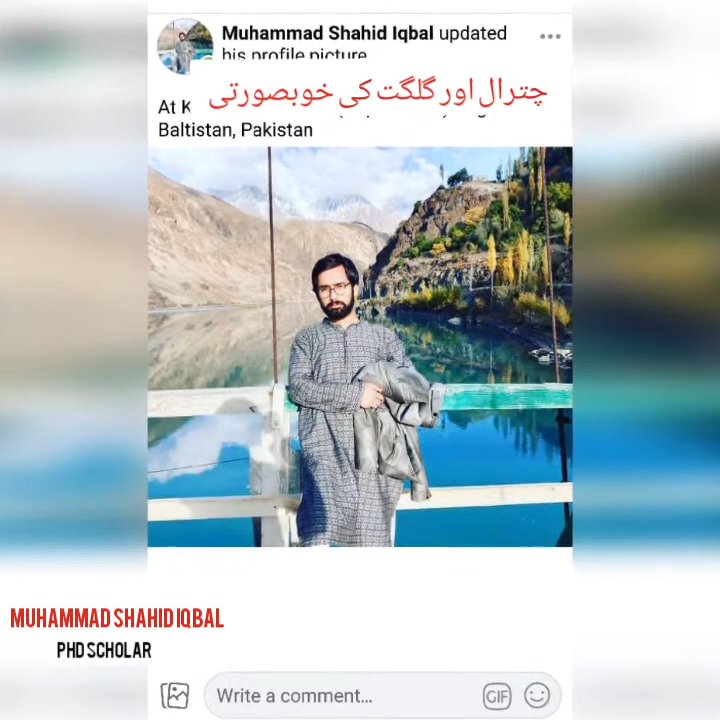 Muhammad Shahid Iqbal updated
his profile picture
چترال اور گلگت کی خوبصورتی
At K
Baltistan, Pakistan
MUHAMMAD SHAHID IQBAL
PHD SCHOLAR
Write a comment...
GIF